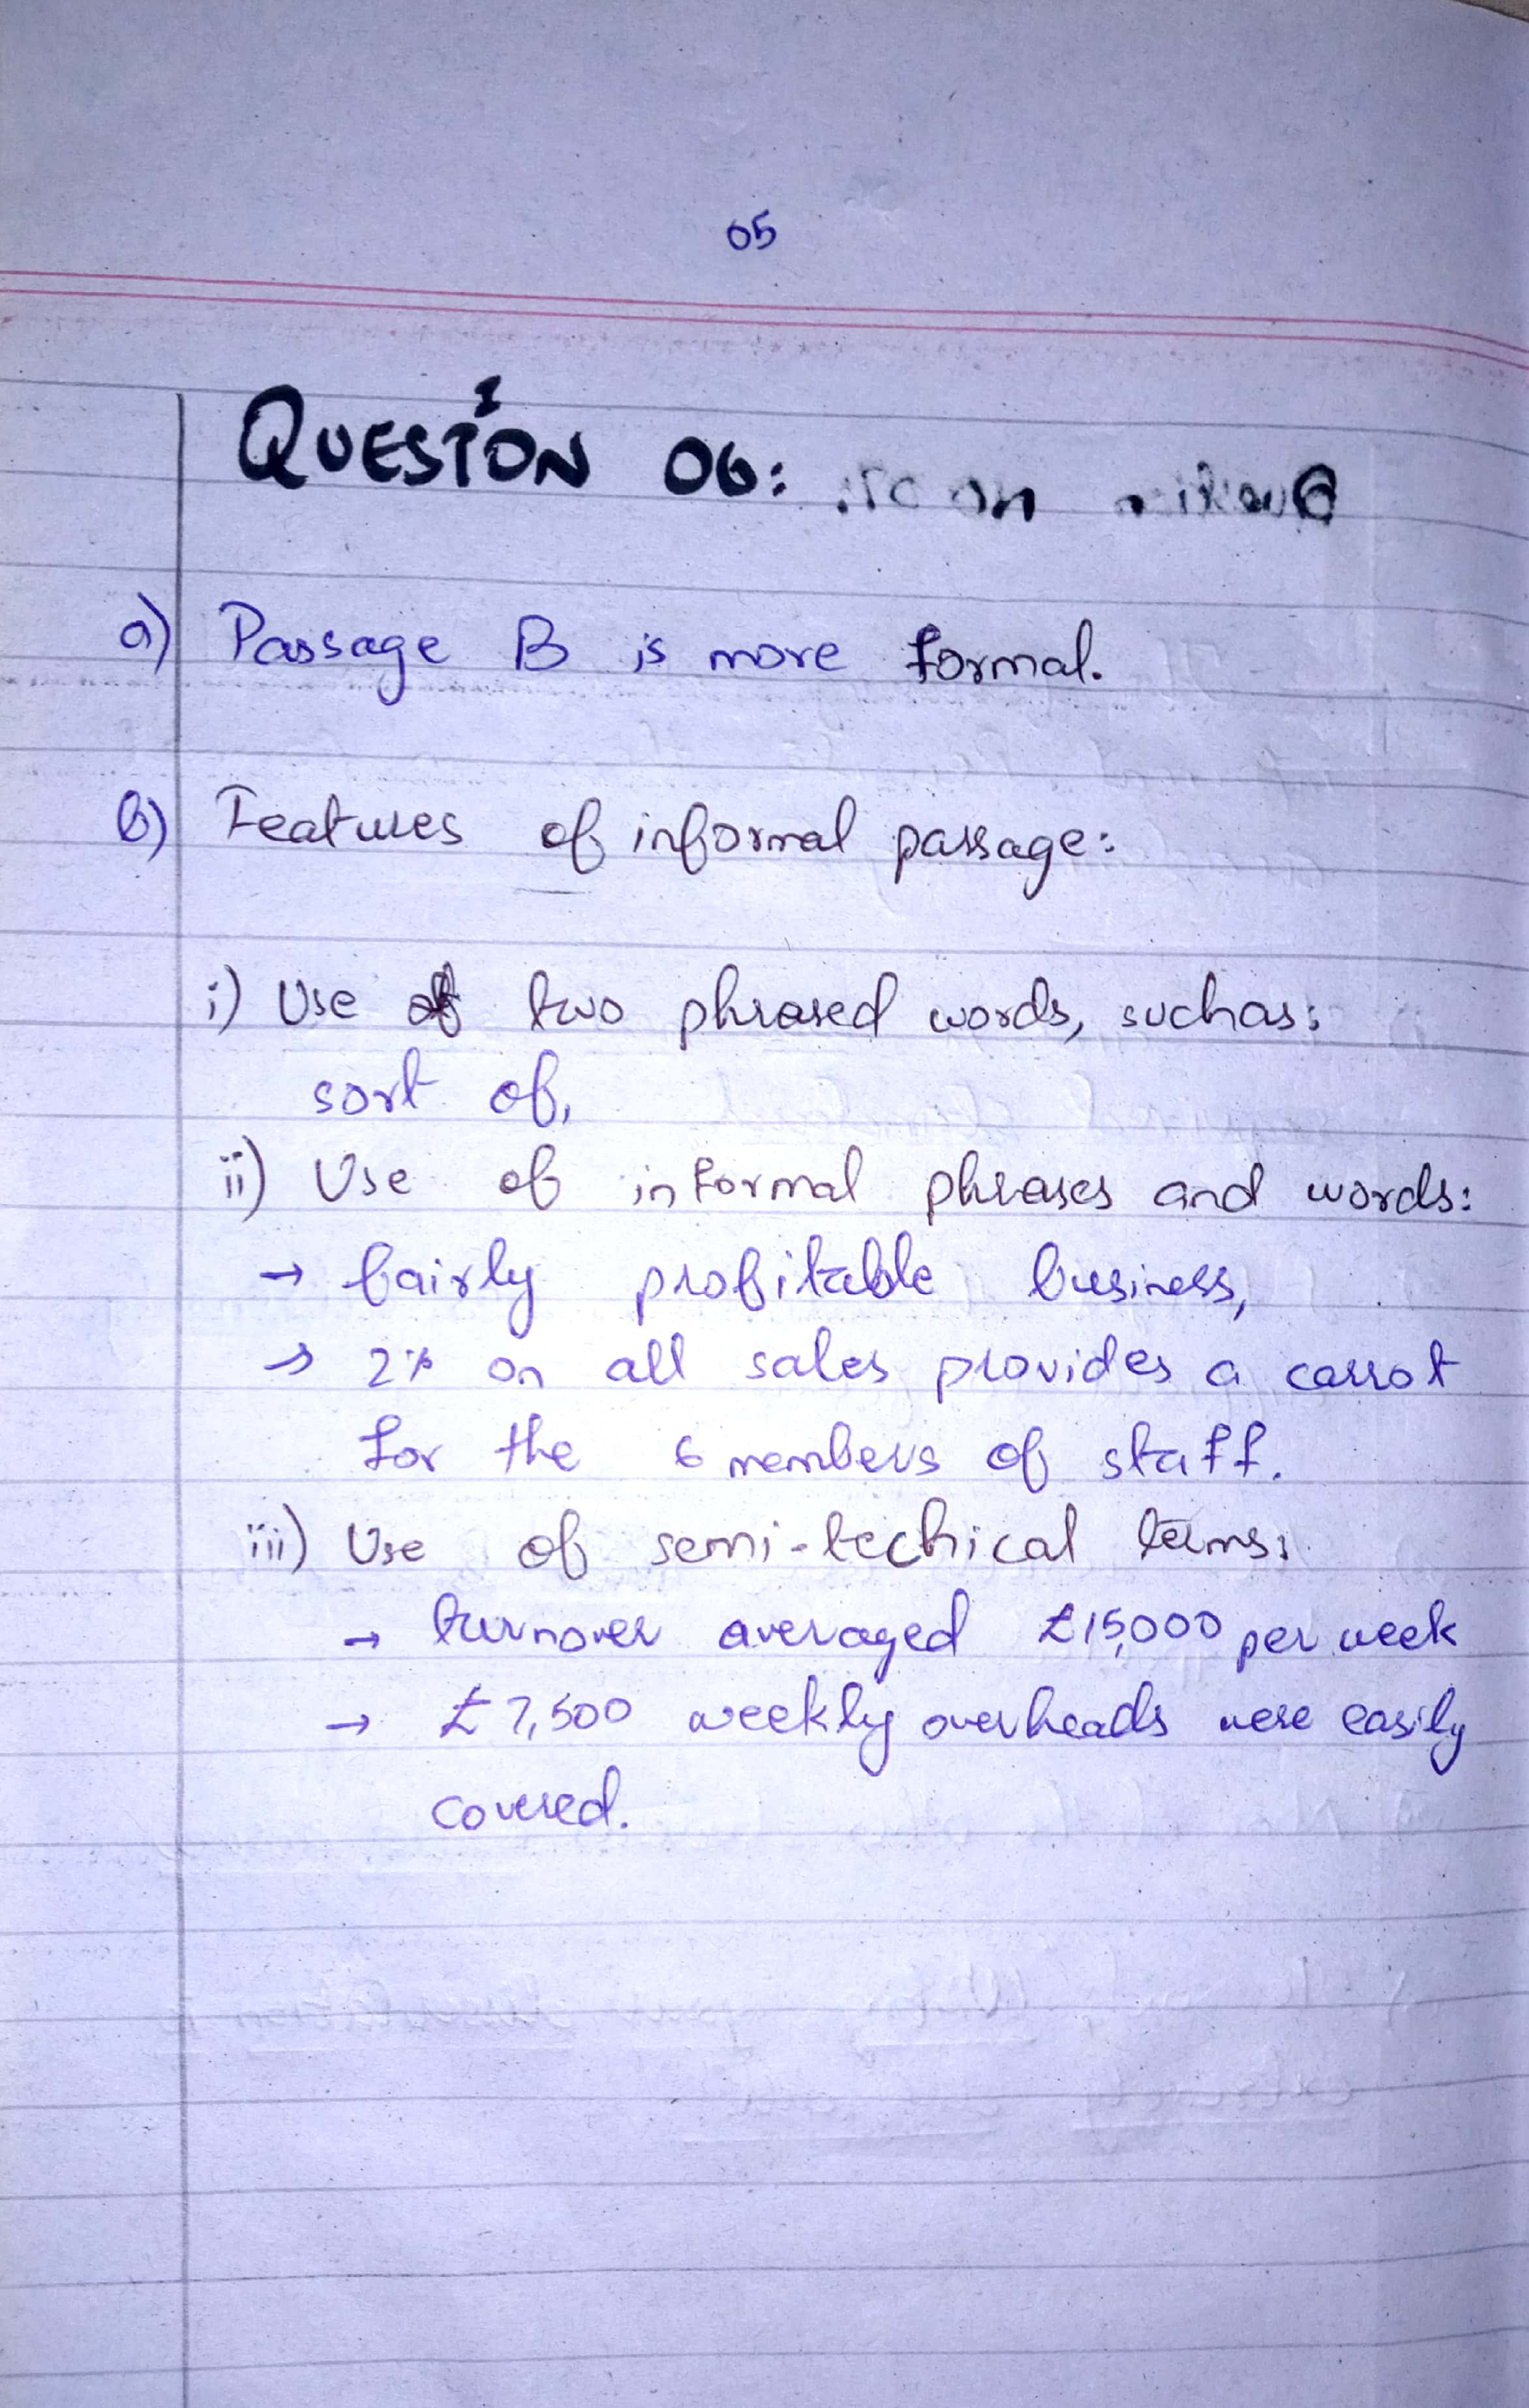 05
QUESTION 06:
a) Passage B is more formal.
b) Features of informal passage:
i) Use of two phrased words, such as:
sort of,
ii) Use of informal phrases and words:
→ fairly profitable business,
→ 2% on all sales provides a carrot
for the 6 members of staff.
iii) Use of semi-techical terms:
→ turnover averaged £15,000 per week
→ £7,500 weekly overheads were easily
covered.